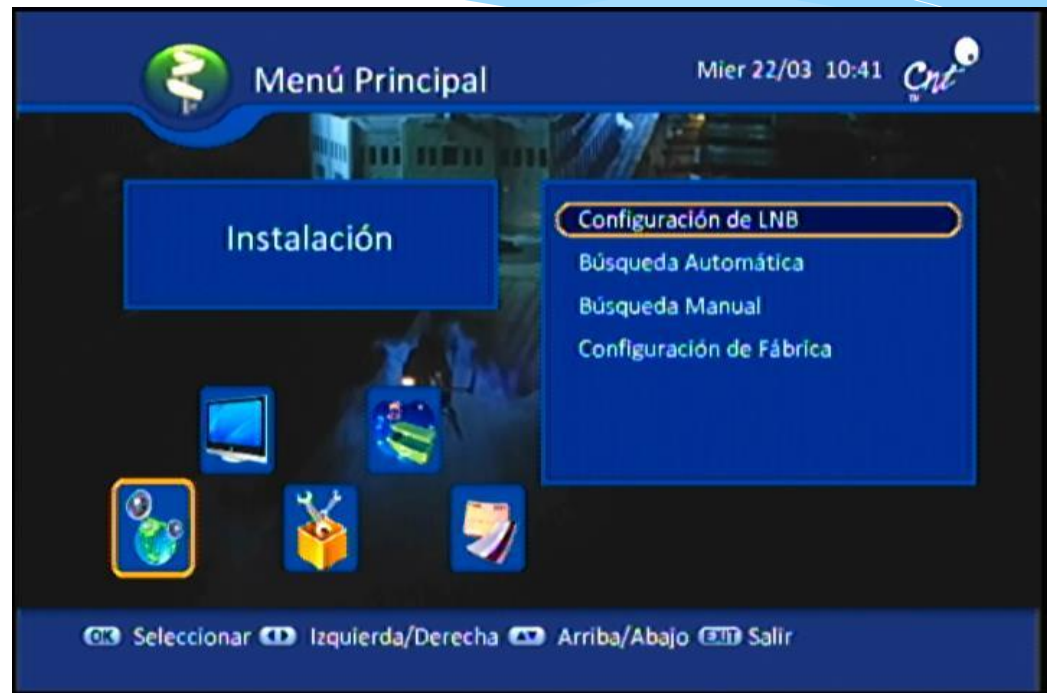 Menú Principal
Mier 22/03 10:41
Cnt
TM
Instalación
Configuración de LNB
Búsqueda Automática
Búsqueda Manual
Configuración de Fábrica
OK Seleccionar Izquierda/Derecha Arriba/Abajo EXIT Salir